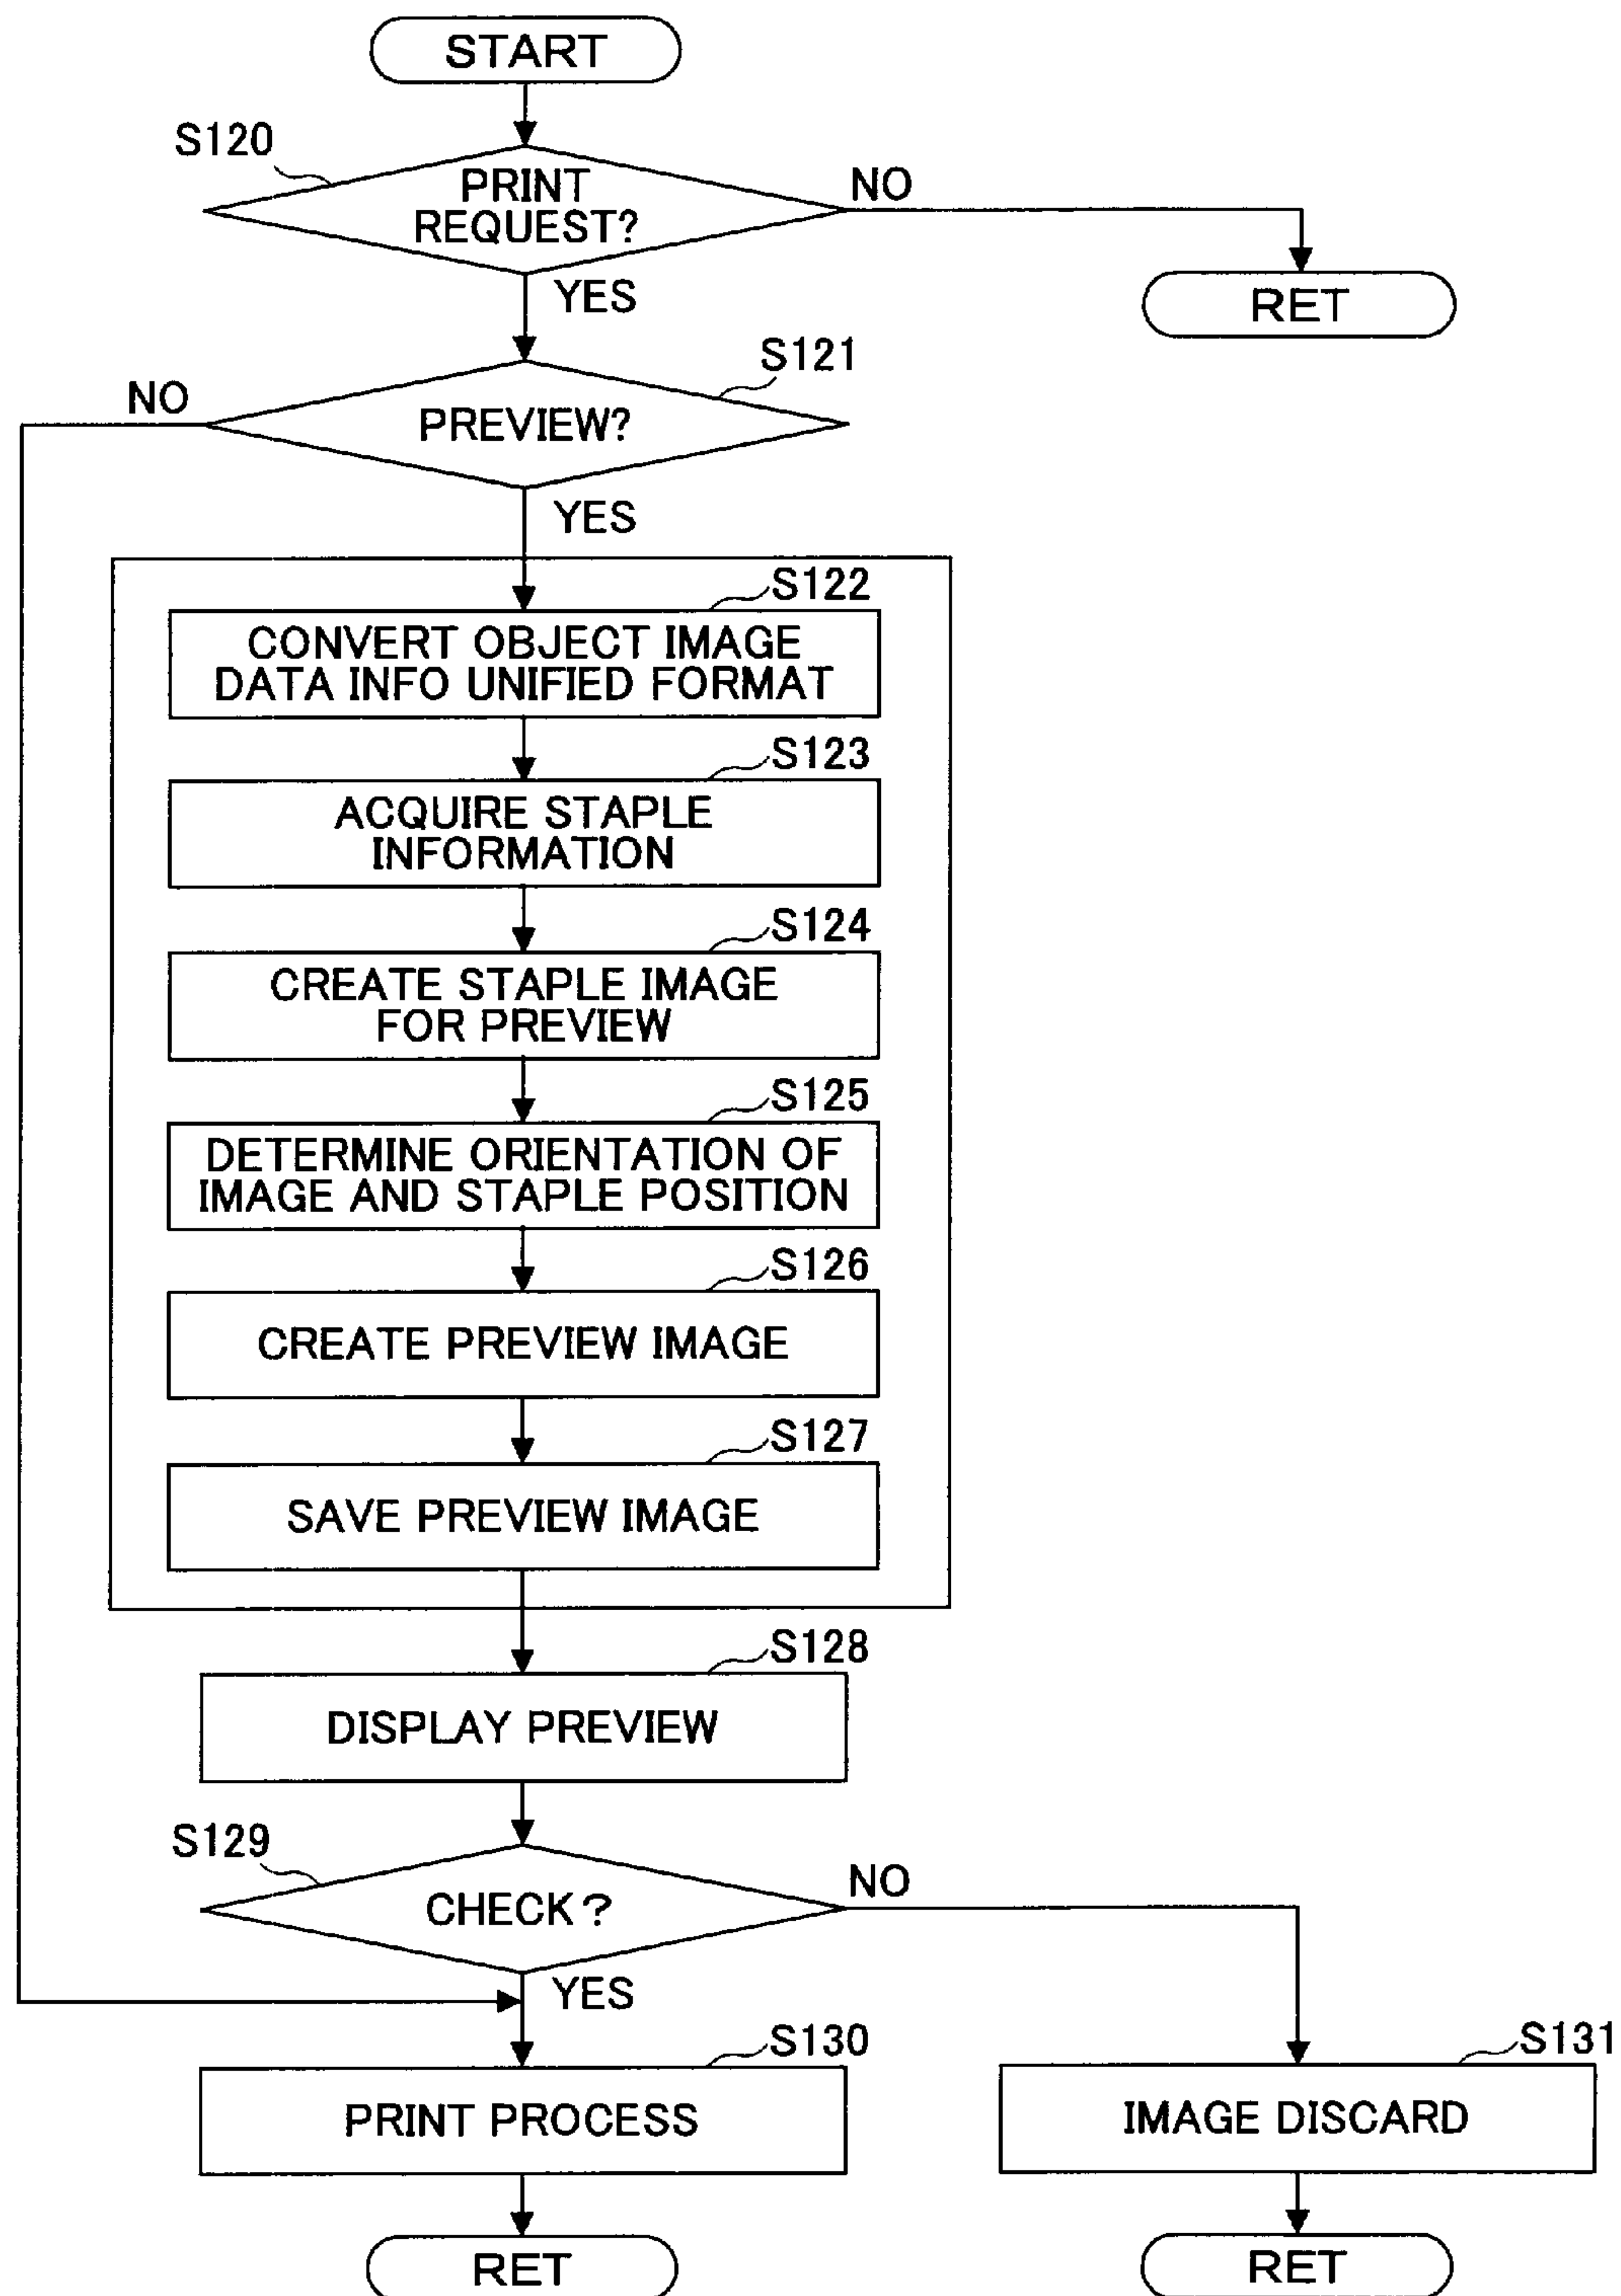 START
S120
PRINT
REQUEST?
NO
YES
RET
S121
NO
PREVIEW?
YES
S122
CONVERT OBJECT IMAGE
DATA INFO UNIFIED FORMAT
S123
ACQUIRE STAPLE
INFORMATION
S124
CREATE STAPLE IMAGE
FOR PREVIEW
S125
DETERMINE ORIENTATION OF
IMAGE AND STAPLE POSITION
S126
CREATE PREVIEW IMAGE
S127
SAVE PREVIEW IMAGE
S128
DISPLAY PREVIEW
S129
CHECK?
NO
YES
S130
PRINT PROCESS
S131
IMAGE DISCARD
RET
RET